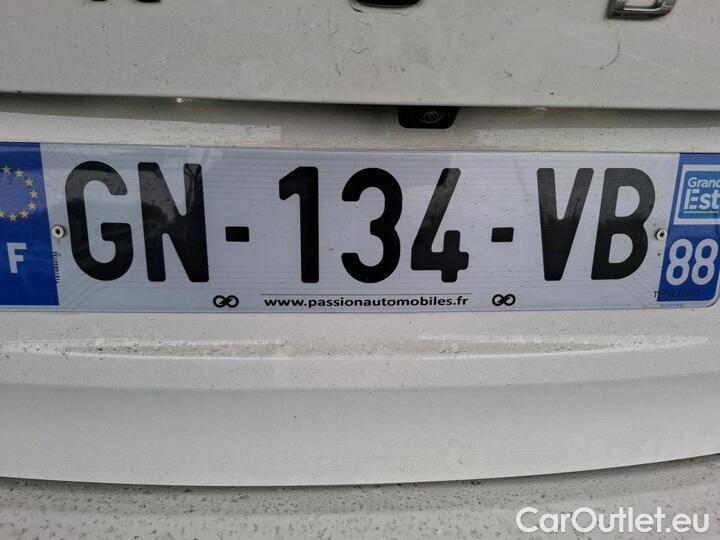 F
GN-134-VB
www.passionautomobiles.fr
Grand
Est
88
CarOutlet.eu